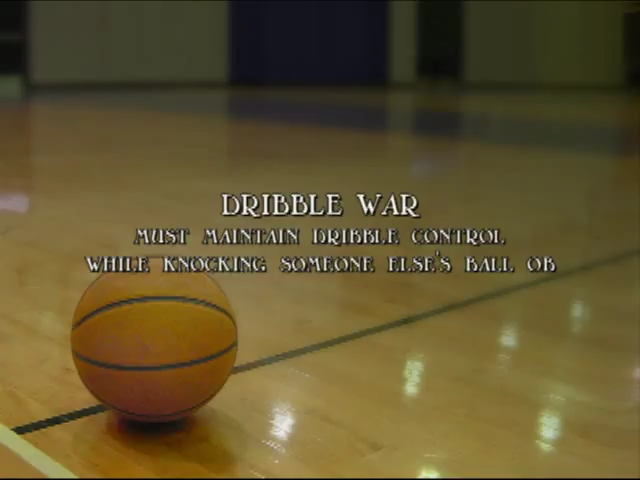 DRIBBLE WAR
MUST MAINTAIN DRIBBLE CONTROL
WHILE KNOCKING SOMEONE ELSE'S BALL OB